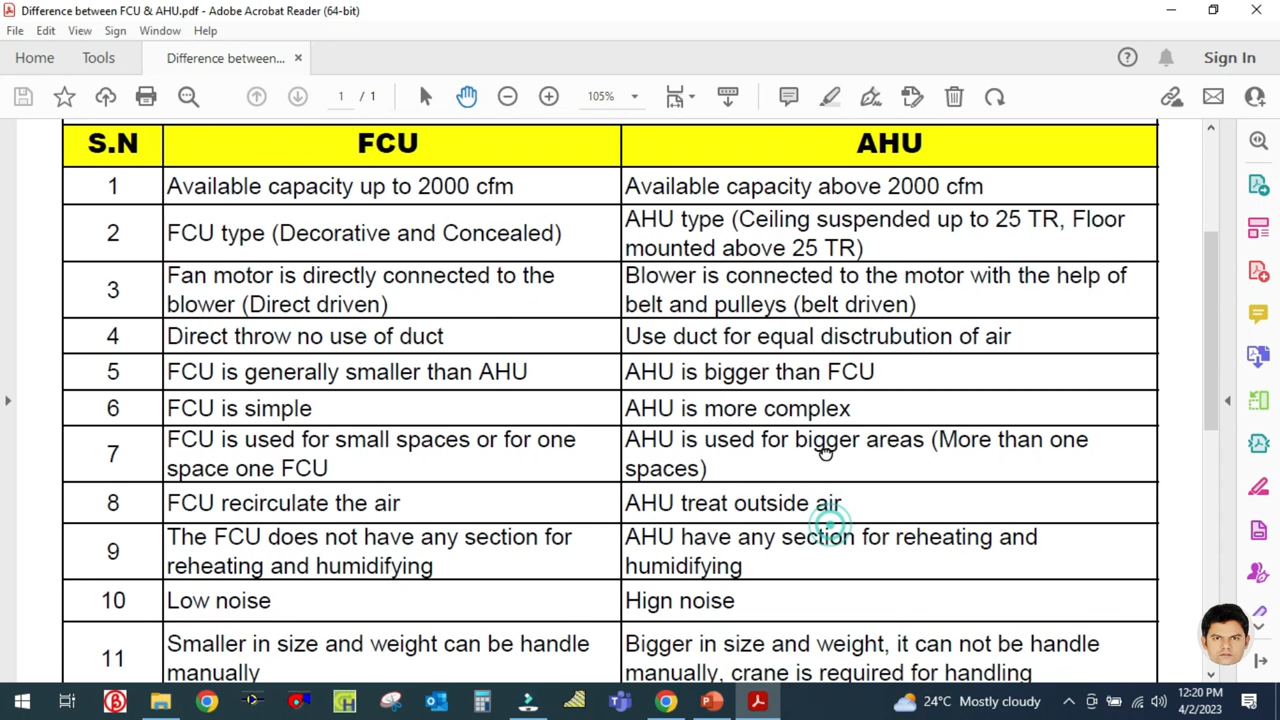 Difference between FCU & AHU.pdf - Adobe Acrobat Reader (64-bit)
File Edit View Sign Window Help
Home Tools Difference between... Sign In
1 / 1 105%
S.N FCU AHU
1 Available capacity up to 2000 cfm Available capacity above 2000 cfm
2 FCU type (Decorative and Concealed) AHU type (Ceiling suspended up to 25 TR, Floor
mounted above 25 TR)
3 Fan motor is directly connected to the
blower (Direct driven)
Blower is connected to the motor with the help of
belt and pulleys (belt driven)
4 Direct throw no use of duct Use duct for equal disctrubution of air
5 FCU is generally smaller than AHU AHU is bigger than FCU
6 FCU is simple AHU is more complex
7 FCU is used for small spaces or for one
space one FCU
AHU is used for bigger areas (More than one
spaces)
8 FCU recirculate the air AHU treat outside air
9 The FCU does not have any section for
reheating and humidifying
AHU have any section for reheating and
humidifying
10 Low noise Hign noise
11 Smaller in size and weight can be handle
manually
Bigger in size and weight, it can not be handle
manually, crane is required for handling
24°C Mostly cloudy
12:20 PM
4/2/2023